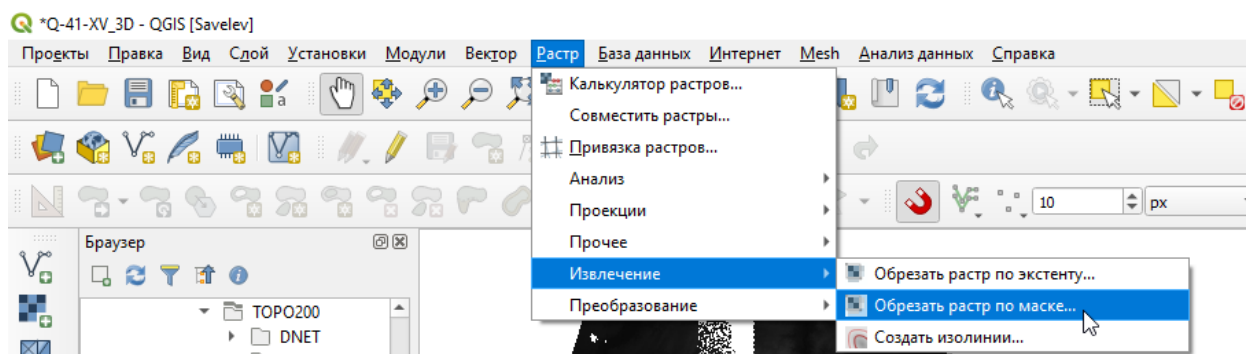 *Q-41-XV_3D - QGIS [Savelev]
Проекты Правка Вид Слой Установки Модули Вектор Растр База данных Интернет Mesh Анализ данных Справка
Калькулятор растров...
Совместить растры...
Привязка растров...
Анализ
Проекции
Прочее
Извлечение
Преобразование
Обрезать растр по экстенту...
Обрезать растр по маске...
Создать изолинии...
10 px
Браузер
TOPO200
DNET